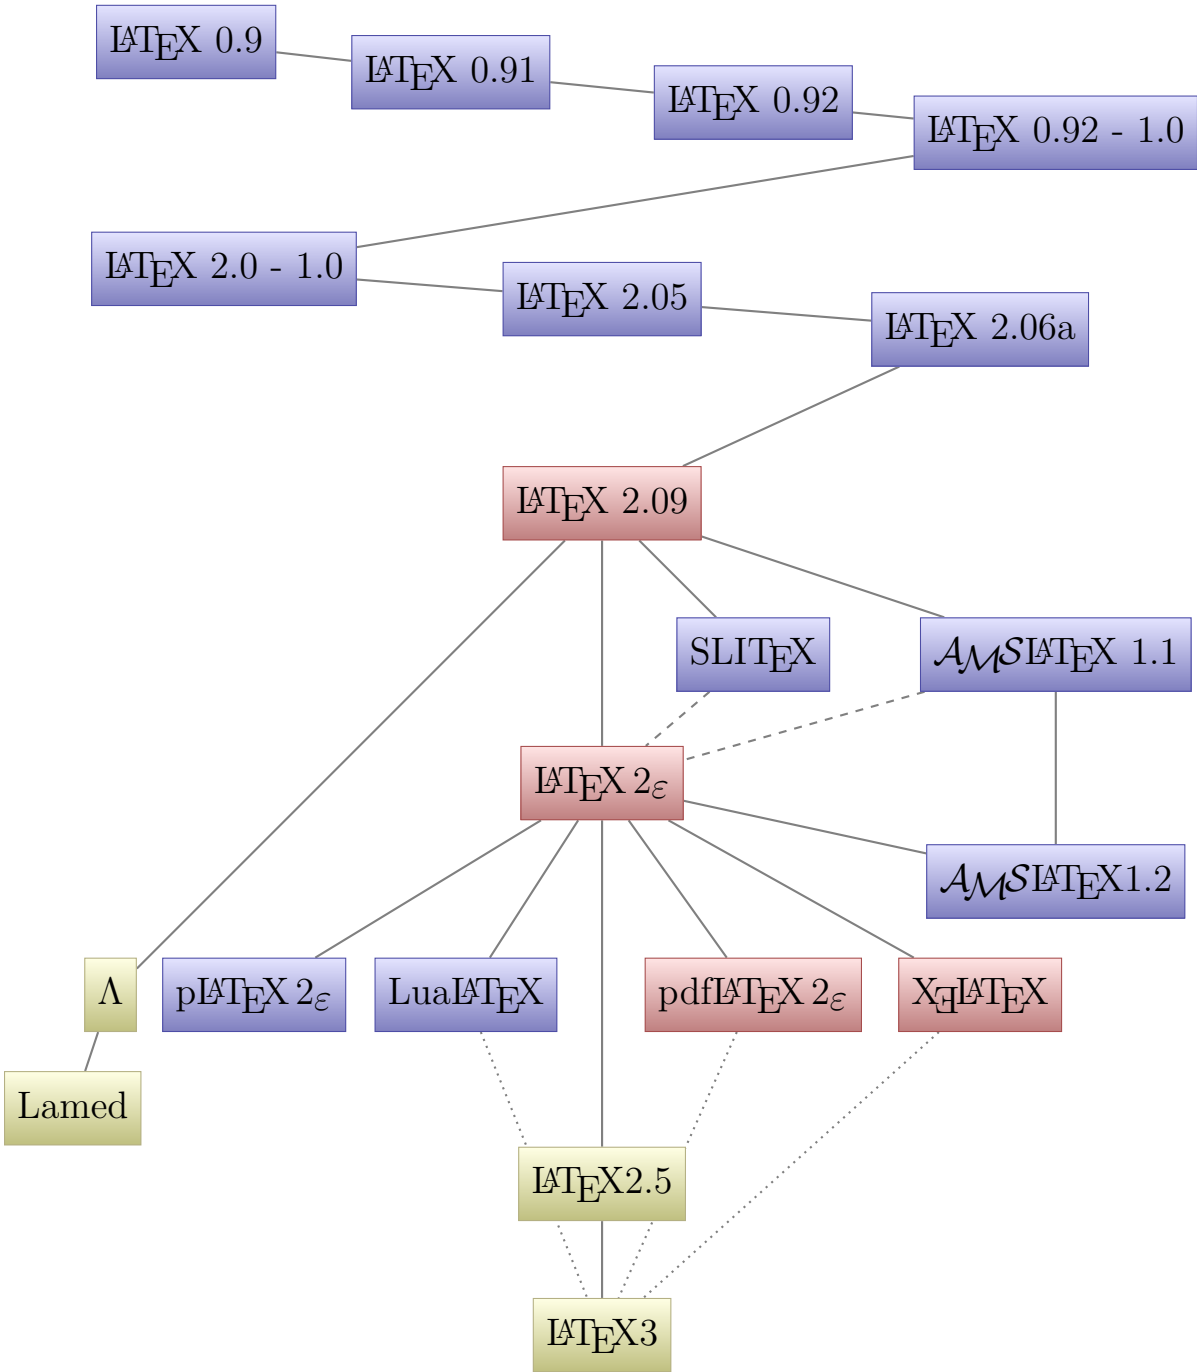 LATEX 0.9
LATEX 0.91
LATEX 0.92
LATEX 0.92 - 1.0
LATEX 2.0 - 1.0
LATEX 2.05
LATEX 2.06a
LATEX 2.09
SLITEX
AMSLATEX 1.1
LATEX 2ε
AMSLATEX1.2
Λ
pLATEX 2ε
LuaLATEX
pdfLATEX 2ε
XƎLATEX
Lamed
LATEX2.5
LATEX3